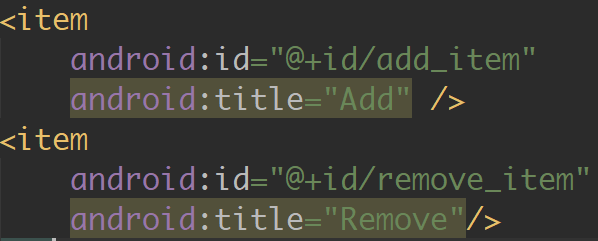 <item
android:id="@+id/add_item"
android:title="Add" />
<item
android:id="@+id/remove_item"
android:title="Remove"/>